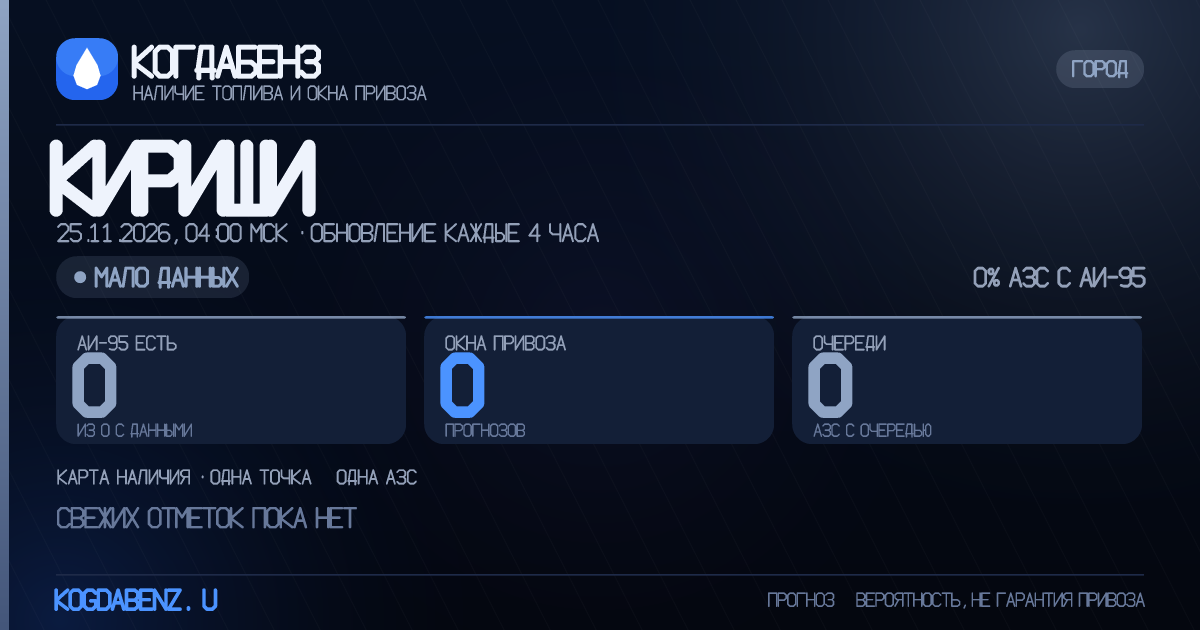 КОГДАБЕНЗ
НАЛИЧИЕ ТОПЛИВА И ОКНА ПРИВОЗА
ГОРОД
КИРИШИ
25.11.2026, 04:00 МСК · ОБНОВЛЕНИЕ КАЖДЫЕ 4 ЧАСА
• МАЛО ДАННЫХ
0% АЗС С АИ-95
АИ-95 ЕСТЬ
0
ИЗ 0 С ДАННЫМИ
ОКНА ПРИВОЗА
0
ПРОГНОЗОВ
ОЧЕРЕДИ
0
АЗС С ОЧЕРЕДЬЮ
КАРТА НАЛИЧИЯ · ОДНА ТОЧКА ОДНА АЗС
СВЕЖИХ ОТМЕТОК ПОКА НЕТ
KOGDABENZ. U
ПРОГНОЗ ВЕРОЯТНОСТЬ, НЕ ГАРАНТИЯ ПРИВОЗА